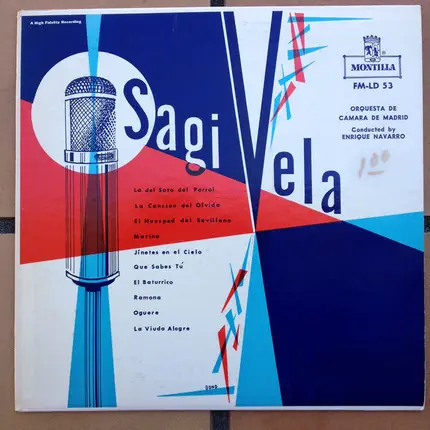 A High Fidelity Recording
MONTILLA
FM-LD 53
ORQUESTA DE
CAMARA DE MADRID
Conducted by
ENRIQUE NAVARRO
1.00
Sagi Vela
La del Soto del Parral
La Cancion del Olvido
El Huesped del Sevillano
Marina
Jinetes en el Cielo
Que Sabes Tú
El Baturrico
Ramona
Oguere
La Viuda Alegre